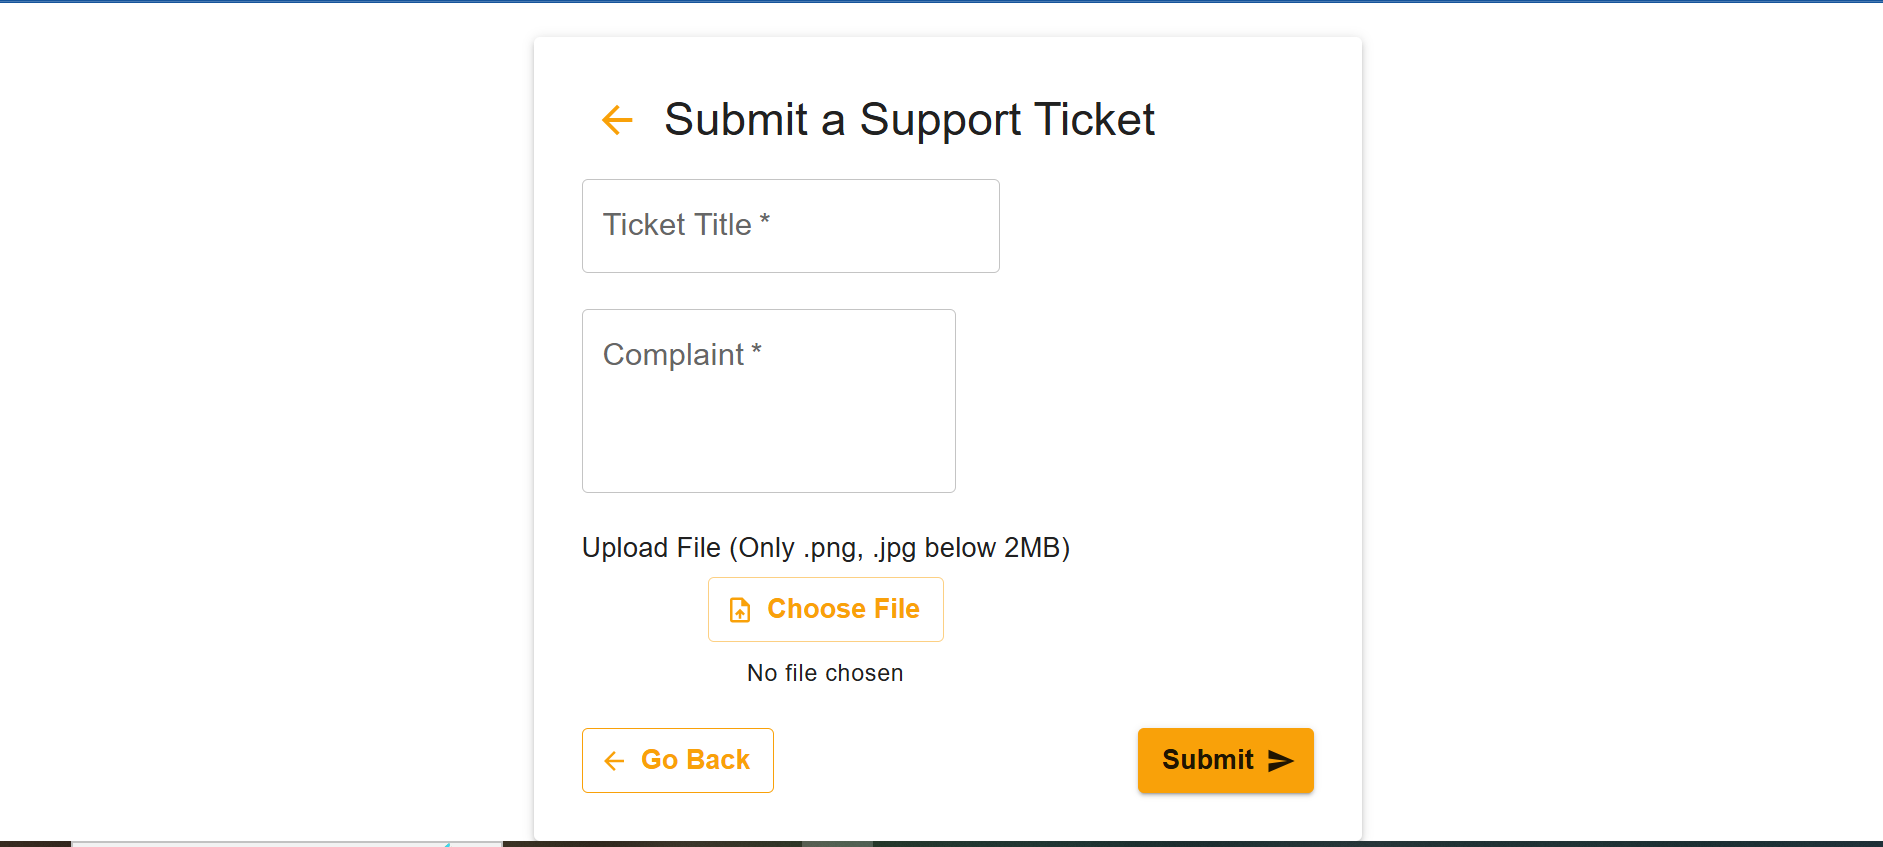 Submit a Support Ticket
Ticket Title *
Complaint *
Upload File (Only .png, .jpg below 2MB)
Choose File
No file chosen
Go Back
Submit